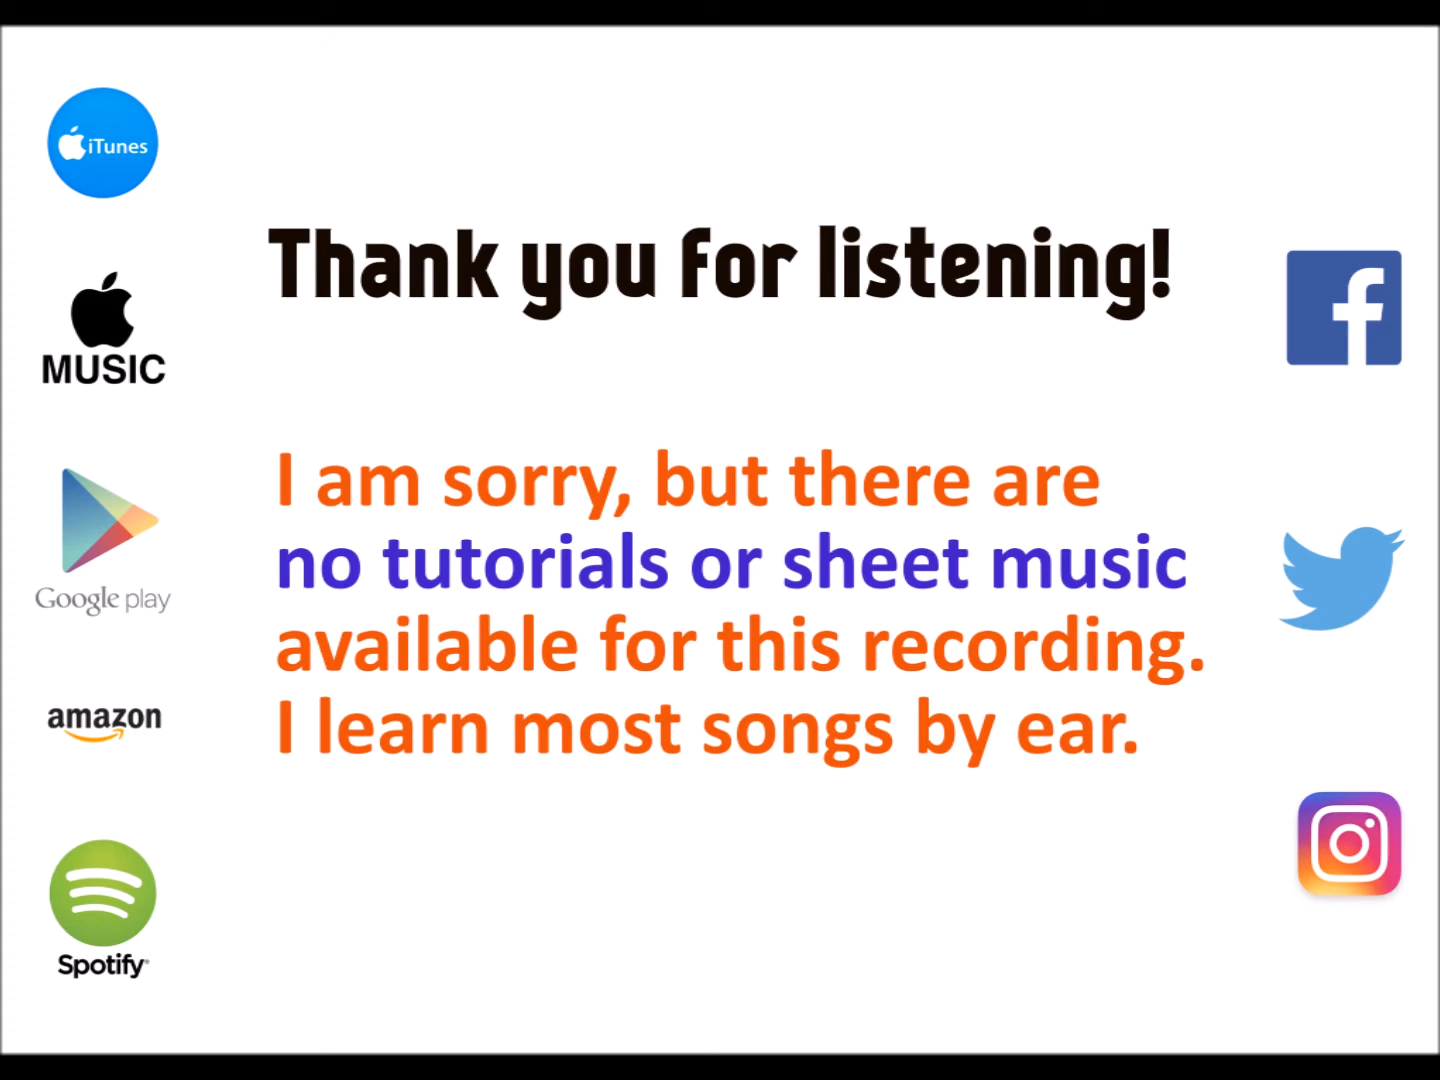 iTunes
MUSIC
Google play
amazon
Spotify
Thank you for listening!
I am sorry, but there are
no tutorials or sheet music
available for this recording.
I learn most songs by ear.